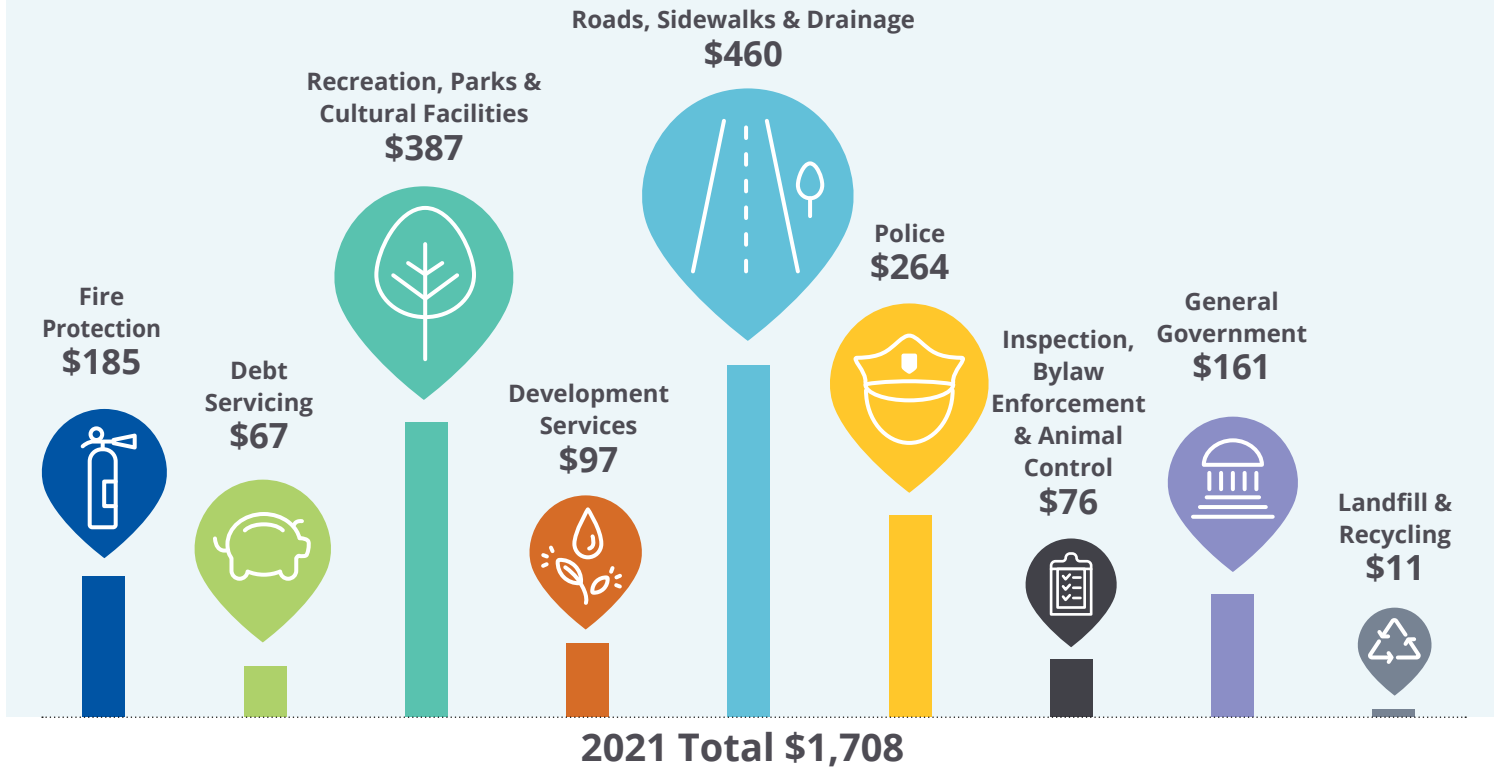 Fire
Protection
$185
Debt
Servicing
$67
Recreation, Parks &
Cultural Facilities
$387
Development
Services
$97
Roads, Sidewalks & Drainage
$460
Police
$264
Inspection,
Bylaw
Enforcement
& Animal
Control
$76
General
Government
$161
Landfill &
Recycling
$11
2021 Total $1,708